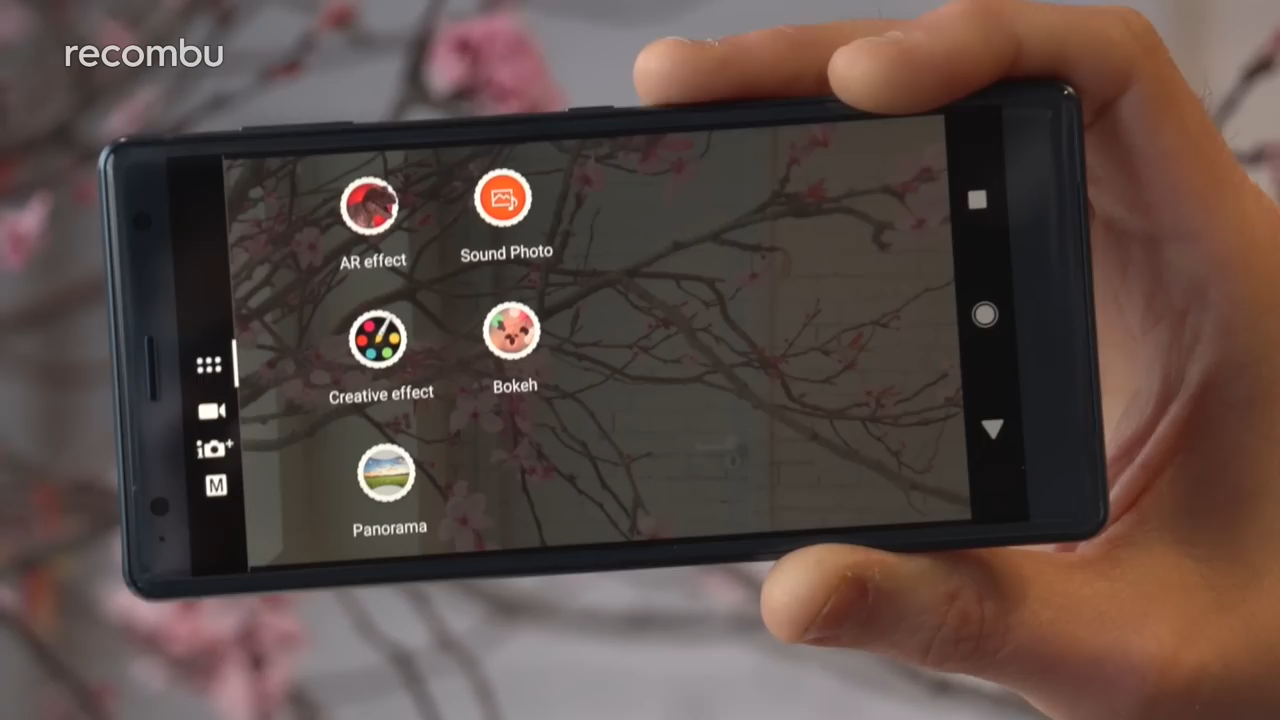 recombu
AR effect
Sound Photo
Creative effect
Bokeh
Panorama
i +
M